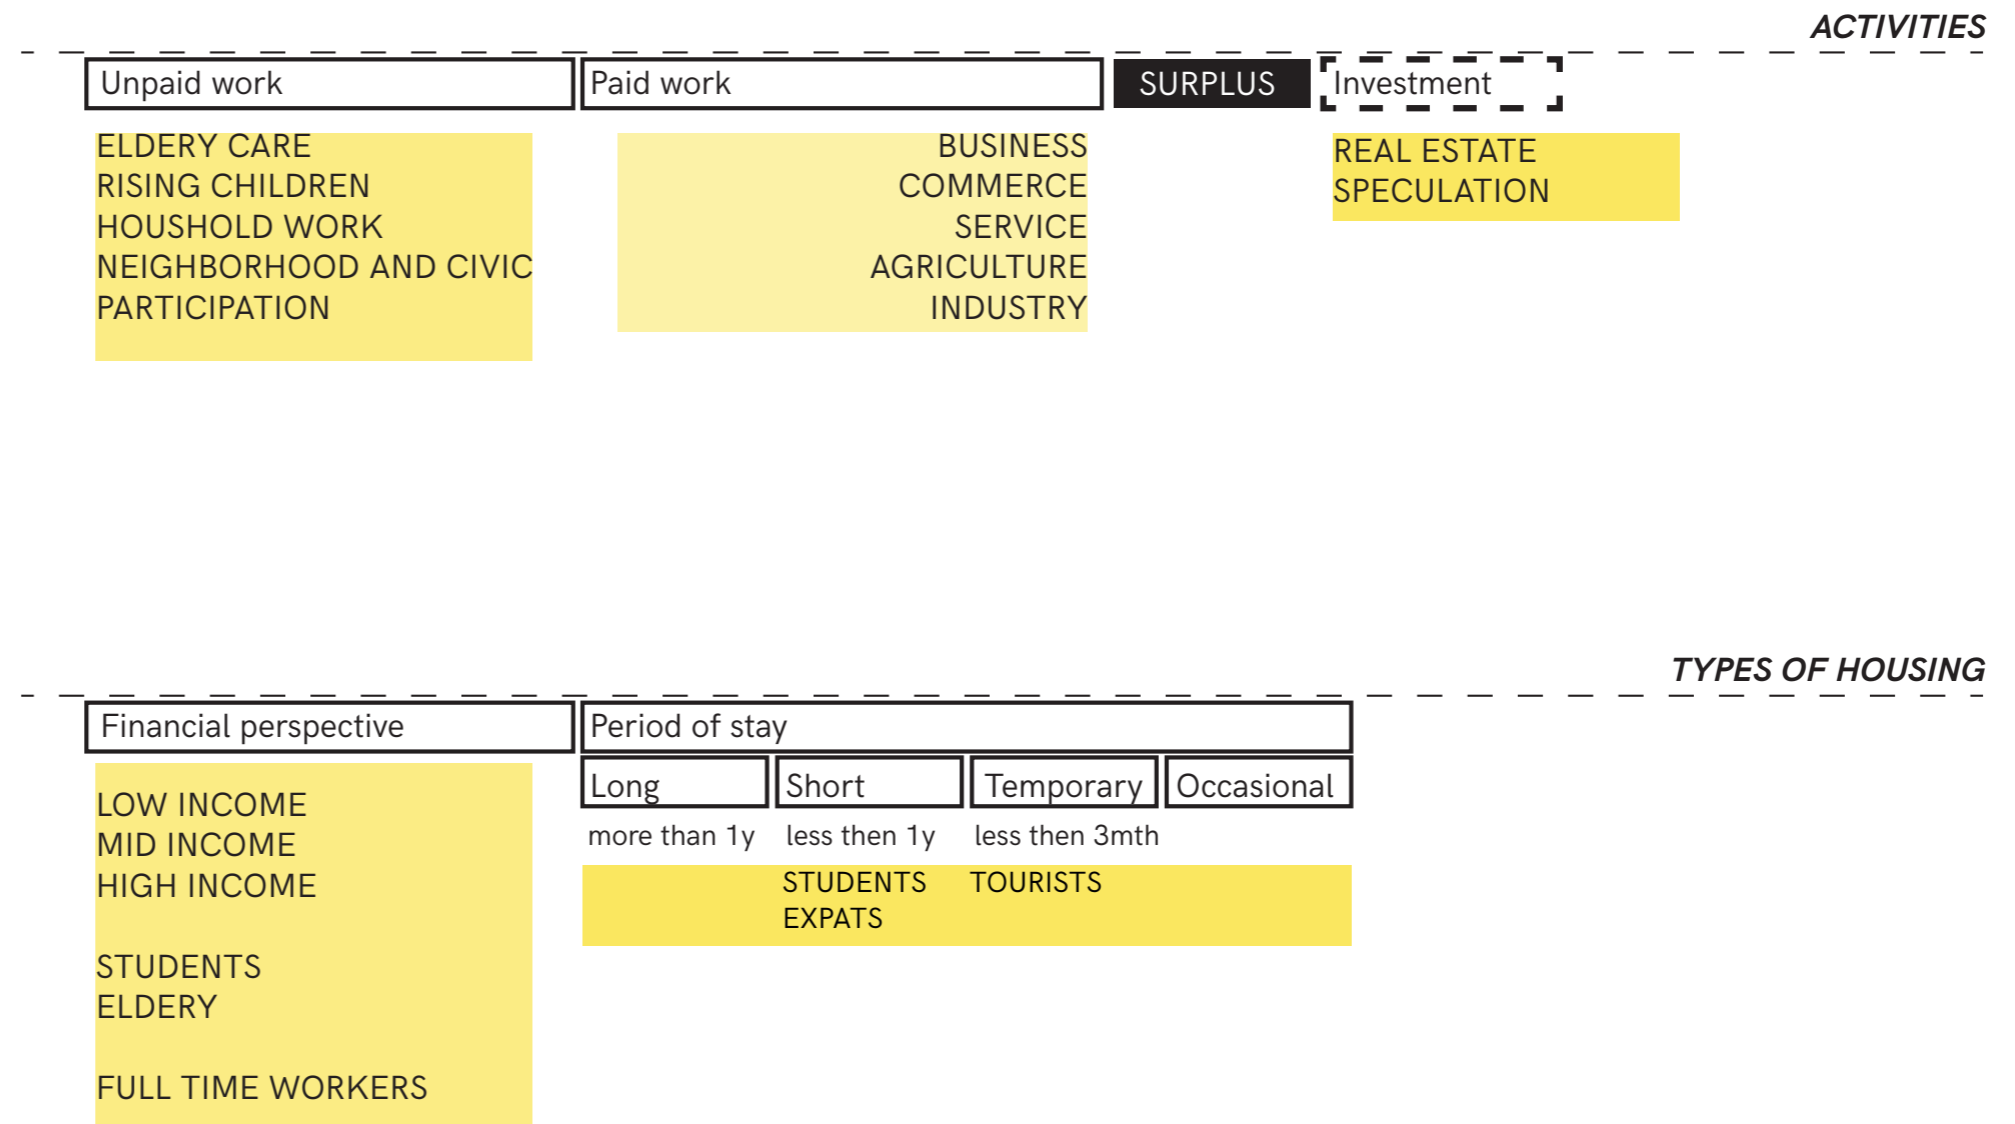 ACTIVITIES
Unpaid work
Paid work
SURPLUS
Investment
ELDERY CARE
RISING CHILDREN
HOUSHOLD WORK
NEIGHBORHOOD AND CIVIC
PARTICIPATION
BUSINESS
COMMERCE
SERVICE
AGRICULTURE
INDUSTRY
REAL ESTATE
SPECULATION
TYPES OF HOUSING
Financial perspective
LOW INCOME
MID INCOME
HIGH INCOME
STUDENTS
ELDERY
FULL TIME WORKERS
Period of stay
Long
Short
Temporary
Occasional
more than 1y
less then 1y
less then 3mth
STUDENTS
EXPATS
TOURISTS